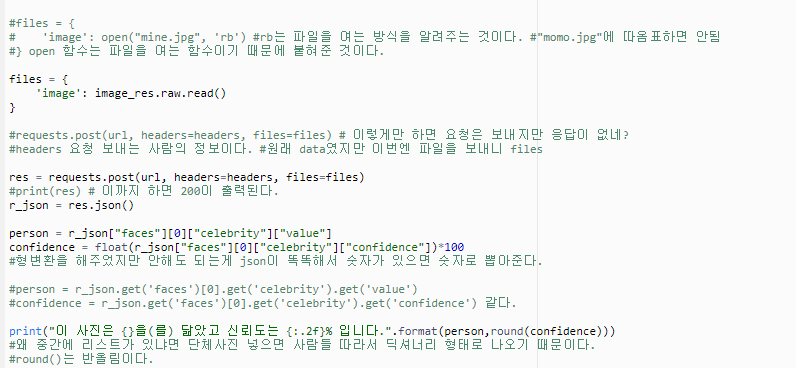 #files = {
#    'image': open("mine.jpg", 'rb') #rb는 파일을 여는 방식을 알려주는 것이다. #"momo.jpg"에 따옴표하면 안됨
#} open 함수는 파일을 여는 함수이기 때문에 붙혀준 것이다.
files = {
    'image': image_res.raw.read()
}
#requests.post(url, headers=headers, files=files) # 이렇게만 하면 요청은 보내지만 응답이 없네?
#headers 요청 보내는 사람의 정보이다. #원래 data였지만 이번엔 파일을 보내니 files
res = requests.post(url, headers=headers, files=files)
#print(res) # 이까지 하면 200이 출력된다.
r_json = res.json()
person = r_json["faces"][0]["celebrity"]["value"]
confidence = float(r_json["faces"][0]["celebrity"]["confidence"])*100
#형변환을 해주었지만 안해도 되는게 json이 똑똑해서 숫자가 있으면 숫자로 뽑아준다.
#person = r_json.get('faces')[0].get('celebrity').get('value')
#confidence = r_json.get('faces')[0].get('celebrity').get('confidence') 같다.
print("이 사진은 {}을(를) 닮았고 신뢰도는 {:.2f}% 입니다.".format(person,round(confidence)))
#왜 중간에 리스트가 있냐면 단체사진 넣으면 사람들 따라서 딕셔너리 형태로 나오기 때문이다.
#round()는 반올림이다.